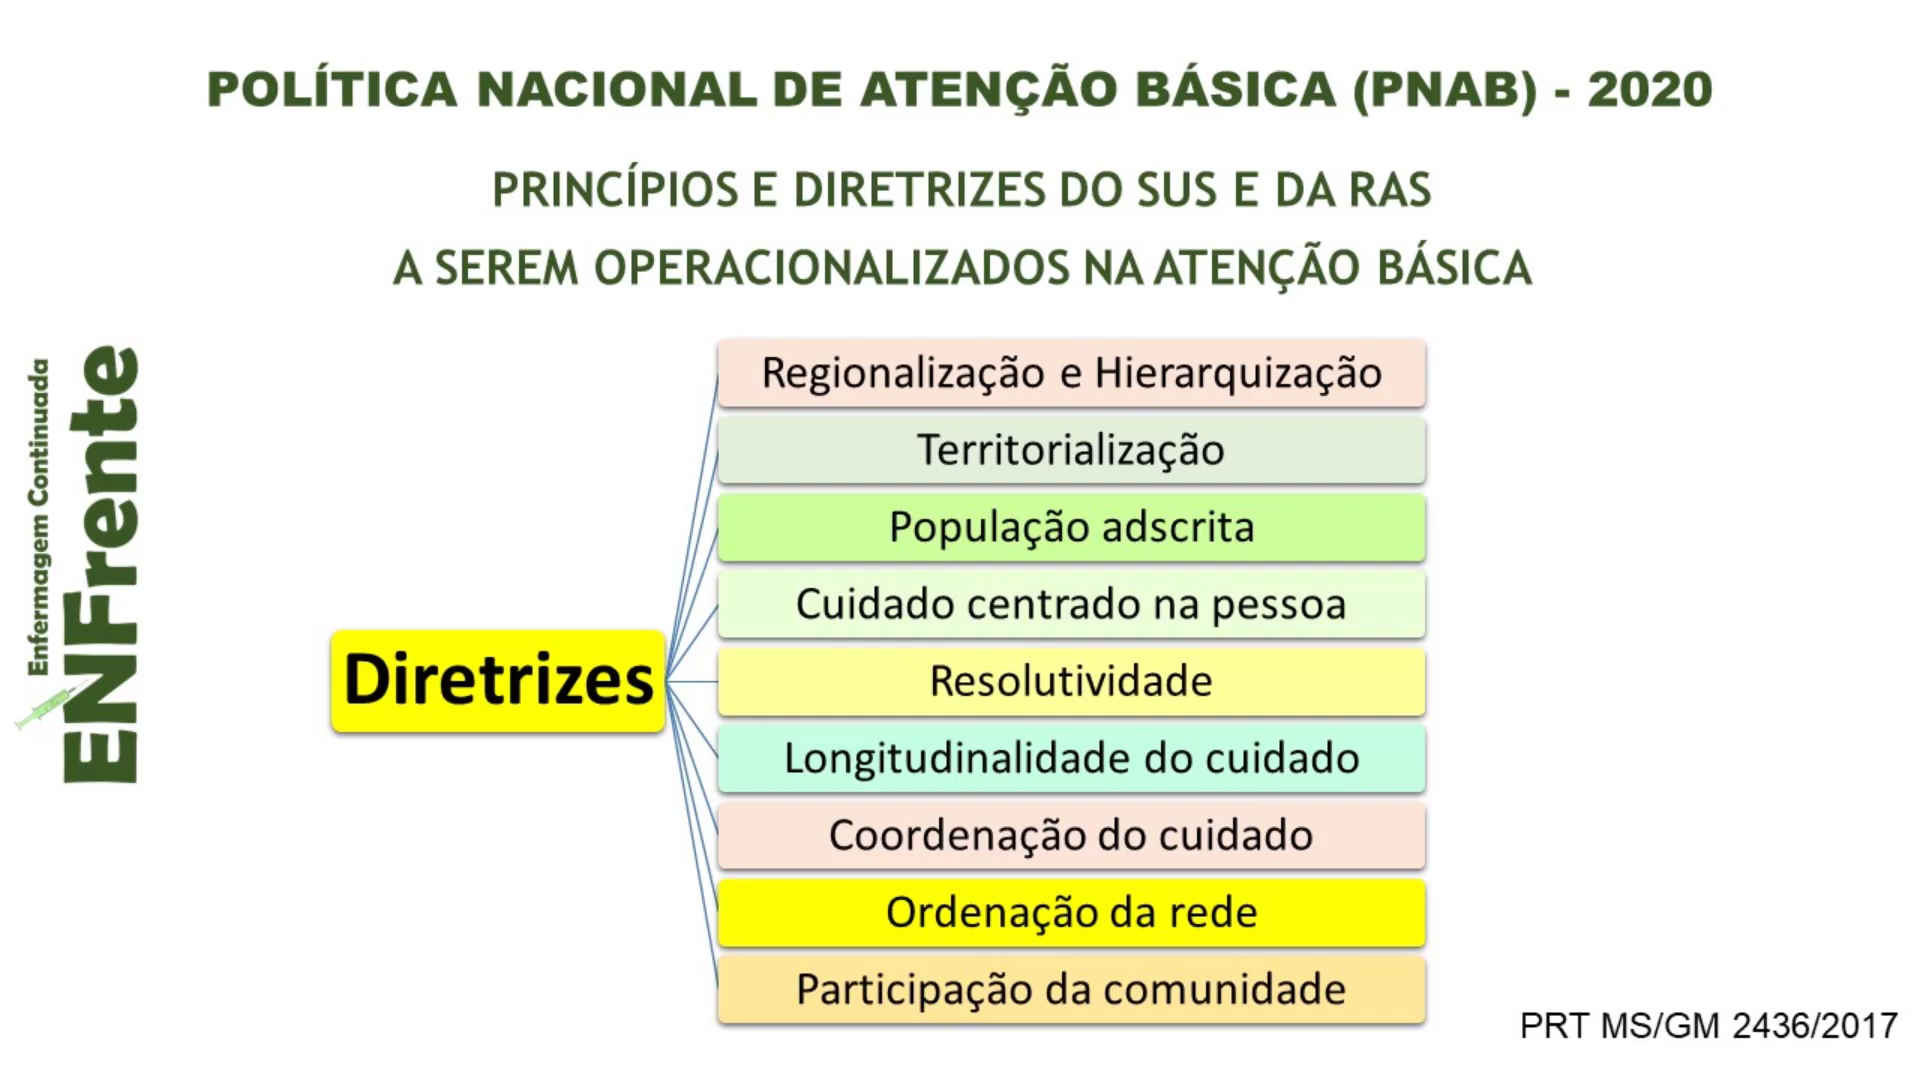 POLÍTICA NACIONAL DE ATENÇÃO BÁSICA (PNAB) - 2020
PRINCÍPIOS E DIRETRIZES DO SUS E DA RAS
A SEREM OPERACIONALIZADOS NA ATENÇÃO BÁSICA
Enfermagem Continuada
ENFrente
Diretrizes
Regionalização e Hierarquização
Territorialização
População adscrita
Cuidado centrado na pessoa
Resolutividade
Longitudinalidade do cuidado
Coordenação do cuidado
Ordenação da rede
Participação da comunidade
PRT MS/GM 2436/2017